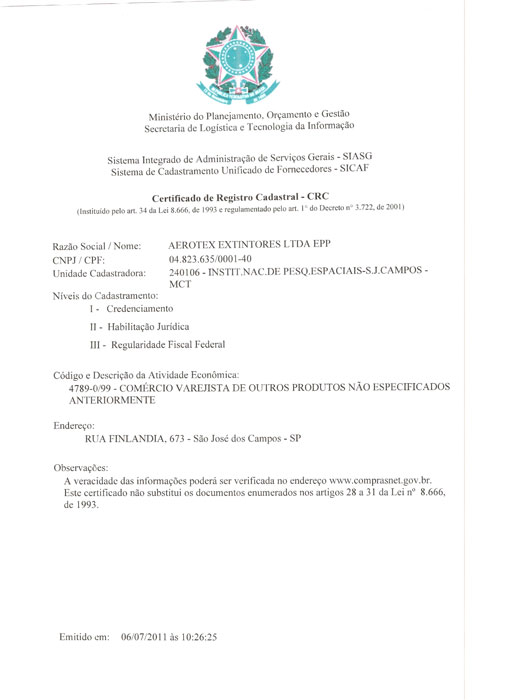 Ministério do Planejamento, Orçamento e Gestão
Secretaria de Logística e Tecnologia da Informação
Sistema Integrado de Administração de Serviços Gerais - SIASG
Sistema de Cadastramento Unificado de Fornecedores - SICAF
Certificado de Registro Cadastral - CRC
(Instituído pelo art. 34 da Lei 8.666, de 1993 e regulamentado pelo art. 1º do Decreto nº 3.722, de 2001)
Razão Social / Nome: AEROTEX EXTINTORES LTDA EPP
CNPJ / CPF: 04.823.635/0001-40
Unidade Cadastradora: 240106 - INSTIT.NAC.DE PESQ.ESPACIAIS-S.J.CAMPOS -
MCT
Níveis do Cadastramento:
I - Credenciamento
II - Habilitação Jurídica
III - Regularidade Fiscal Federal
Código e Descrição da Atividade Econômica:
4789-0/99 - COMÉRCIO VAREJISTA DE OUTROS PRODUTOS NÃO ESPECIFICADOS
ANTERIORMENTE
Endereço:
RUA FINLANDIA, 673 - São José dos Campos - SP
Observações:
A veracidade das informações poderá ser verificada no endereço www.comprasnet.gov.br.
Este certificado não substitui os documentos enumerados nos artigos 28 a 31 da Lei nº 8.666,
de 1993.
Emitido em: 06/07/2011 às 10:26:25